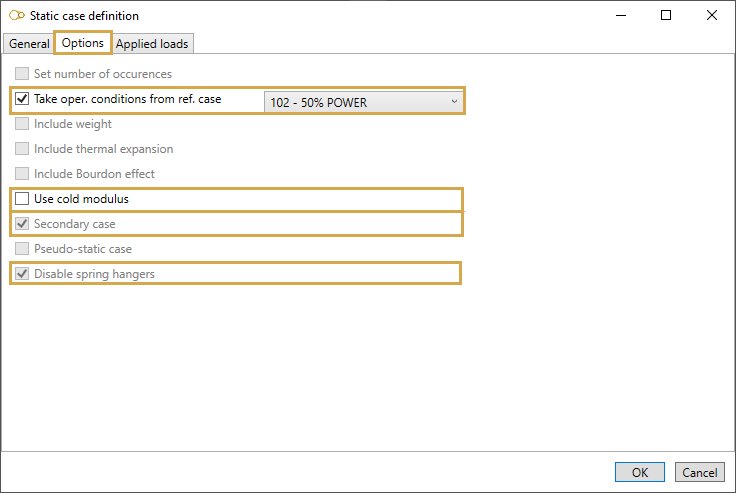 Static case definition
General Options Applied loads
Set number of occurences
Take oper. conditions from ref. case 102 - 50% POWER
Include weight
Include thermal expansion
Include Bourdon effect
Use cold modulus
Secondary case
Pseudo-static case
Disable spring hangers
OK Cancel